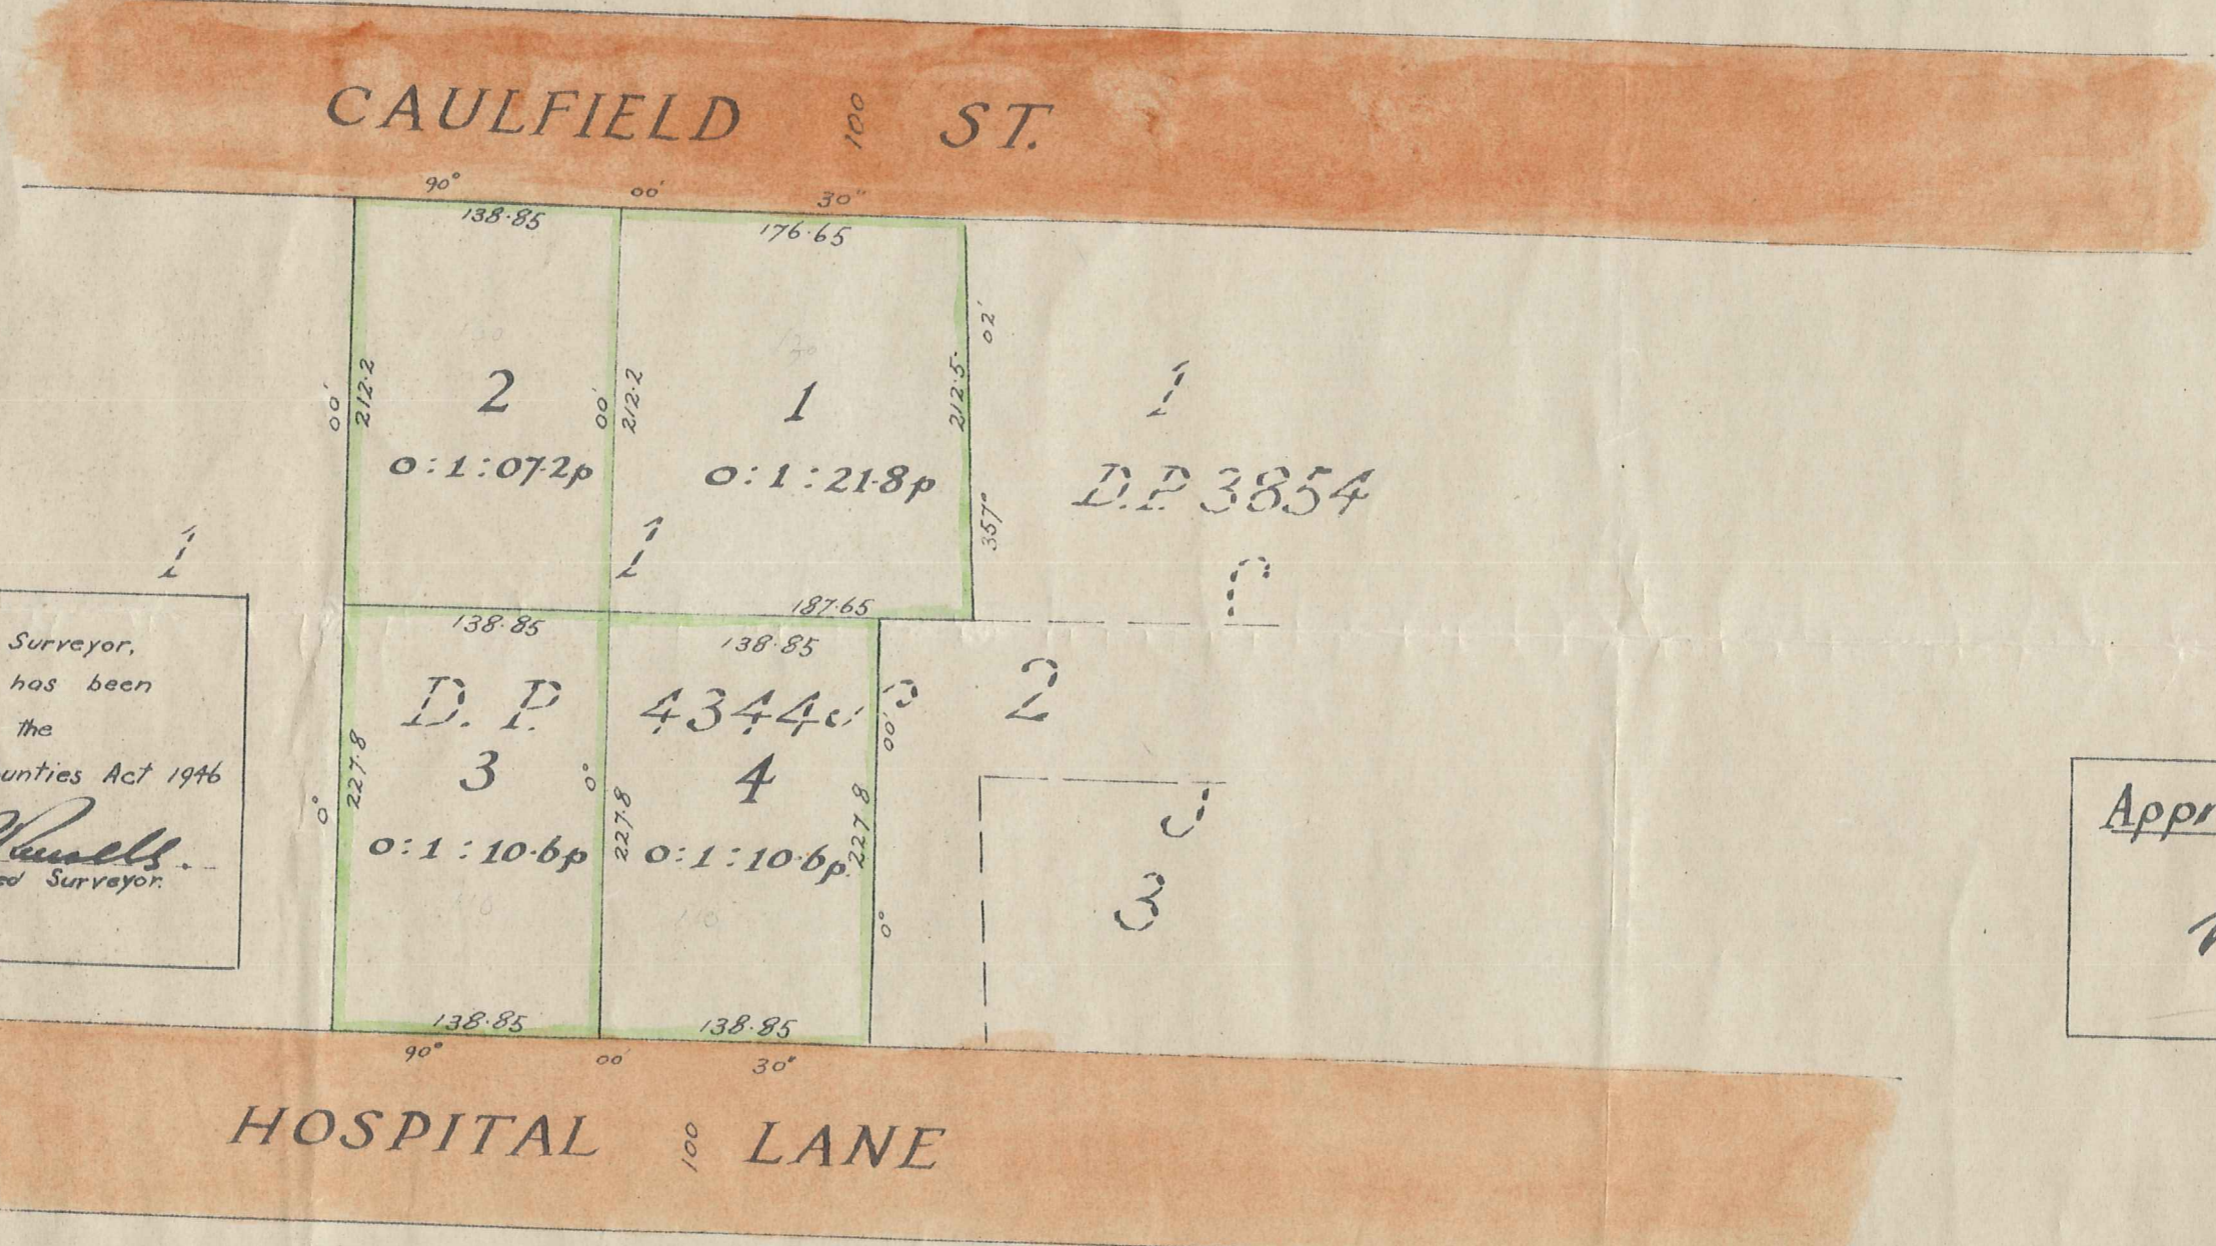 CAULFIELD 100 ST.
90° 00' 30"
138·85
176·65
00'
212·2
00'
212·2
212·5
02'
357°
2
0:1:07·2p
1
0:1:21·8p
1
D.P. 3854
1
1
138·85
187·65
138·85
D. P. 4344
2
3
0:1:10·6p
4
0:1:10·6p
0°
227·8
0°
227·8
227·8
00'
0°
3
138·85
138·85
90° 00' 30"
HOSPITAL 100 LANE
Surveyor,
has been
the
unties Act 1946
ed Surveyor.
Appr